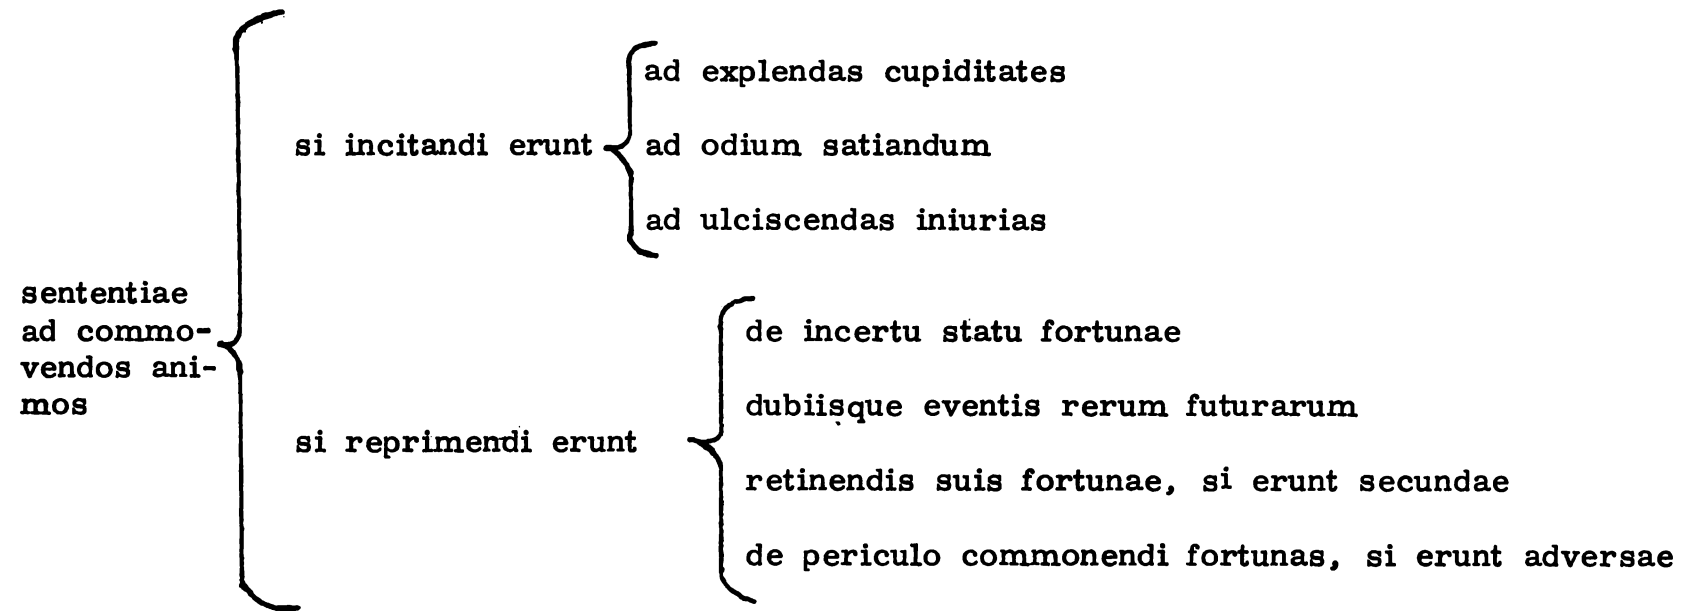 ad explendas cupiditates
si incitandi erunt
ad odium satiandum
ad ulciscendas iniurias
sententiae
ad commo-
vendos ani-
mos
de incertu statu fortunae
dubiisque eventis rerum futurarum
si reprimendi erunt
retinendis suis fortunae, si erunt secundae
de periculo commonendi fortunas, si erunt adversae